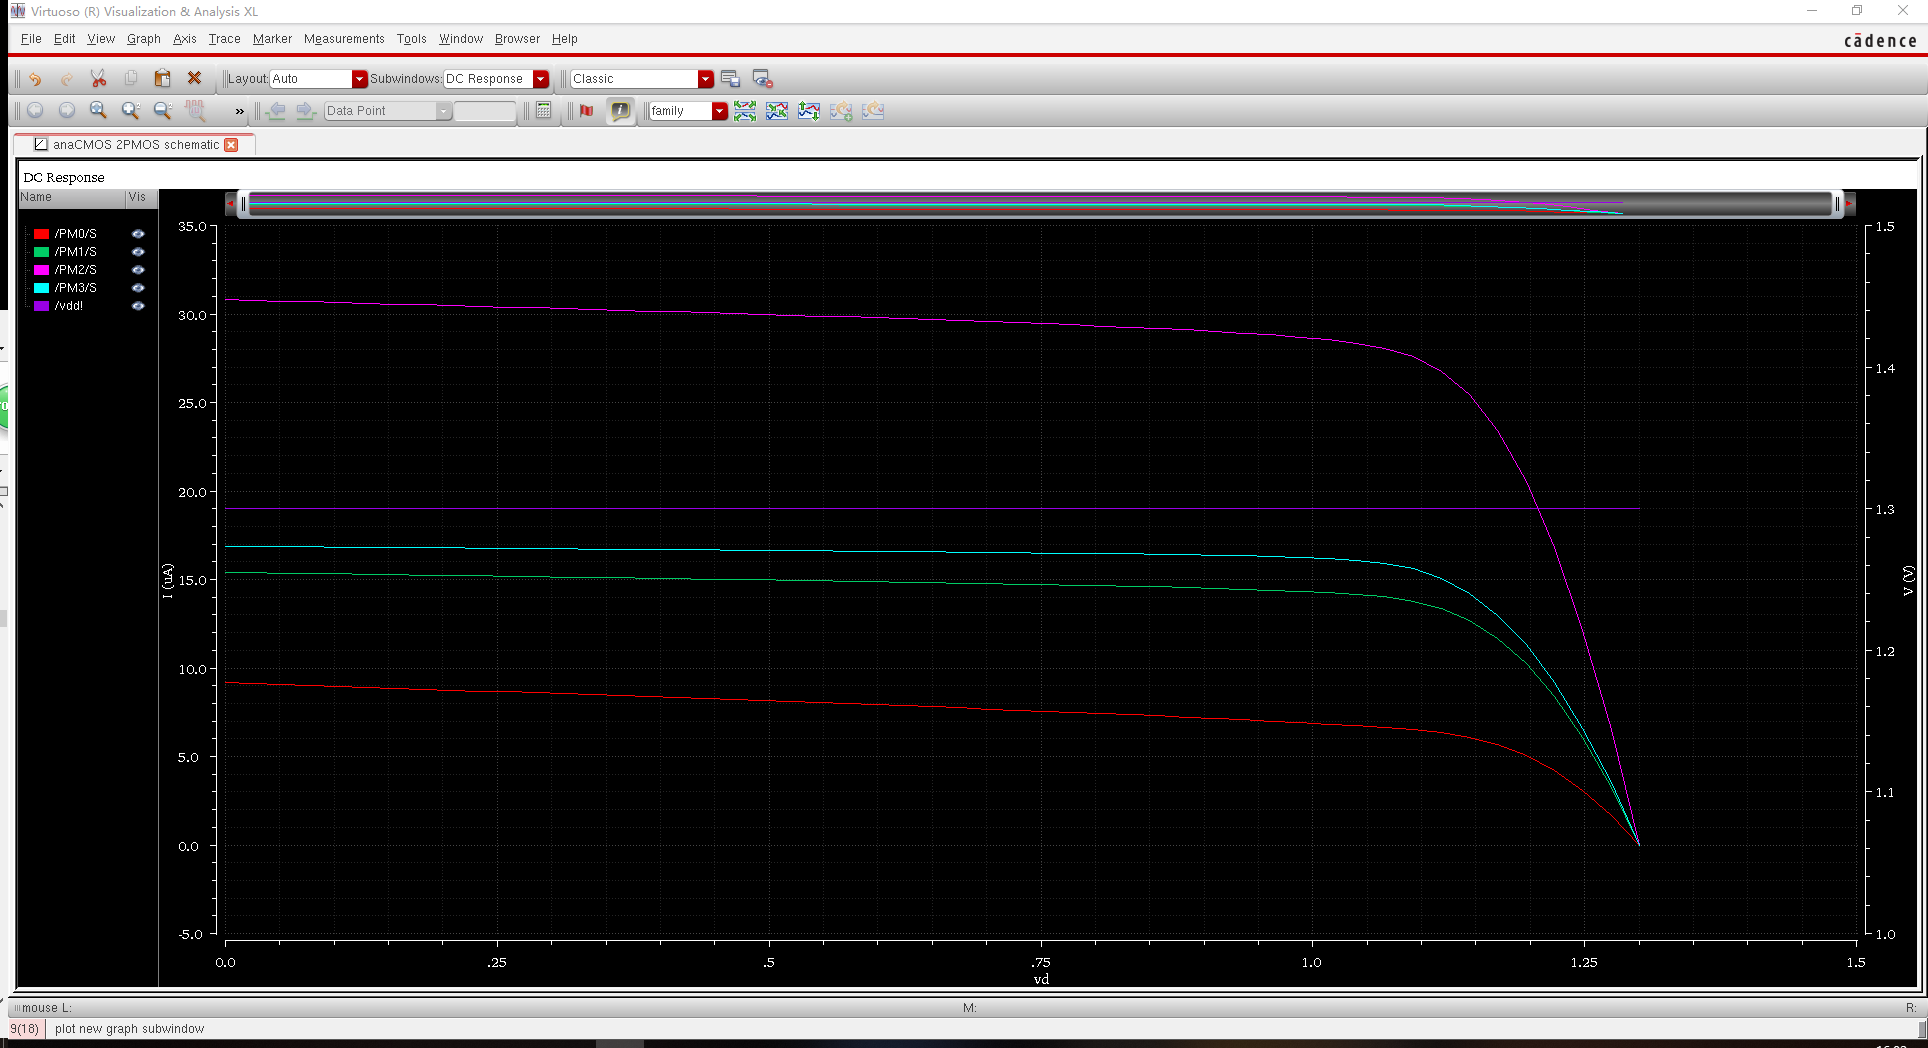 Virtuoso (R) Visualization & Analysis XL
File Edit View Graph Axis Trace Marker Measurements Tools Window Browser Help
cādence
Layout: Auto Subwindows: DC Response Classic
» Data Point family
anaCMOS 2PMOS schematic
DC Response
Name Vis
/PM0/S
/PM1/S
/PM2/S
/PM3/S
/vdd!
35.0
30.0
25.0
20.0
15.0
10.0
5.0
0.0
-5.0
I (uA)
1.5
1.4
1.3
1.2
1.1
1.0
V (V)
0.0 .25 .5 .75 1.0 1.25 1.5
vd
mouse L: M: R:
9(18) plot new graph subwindow